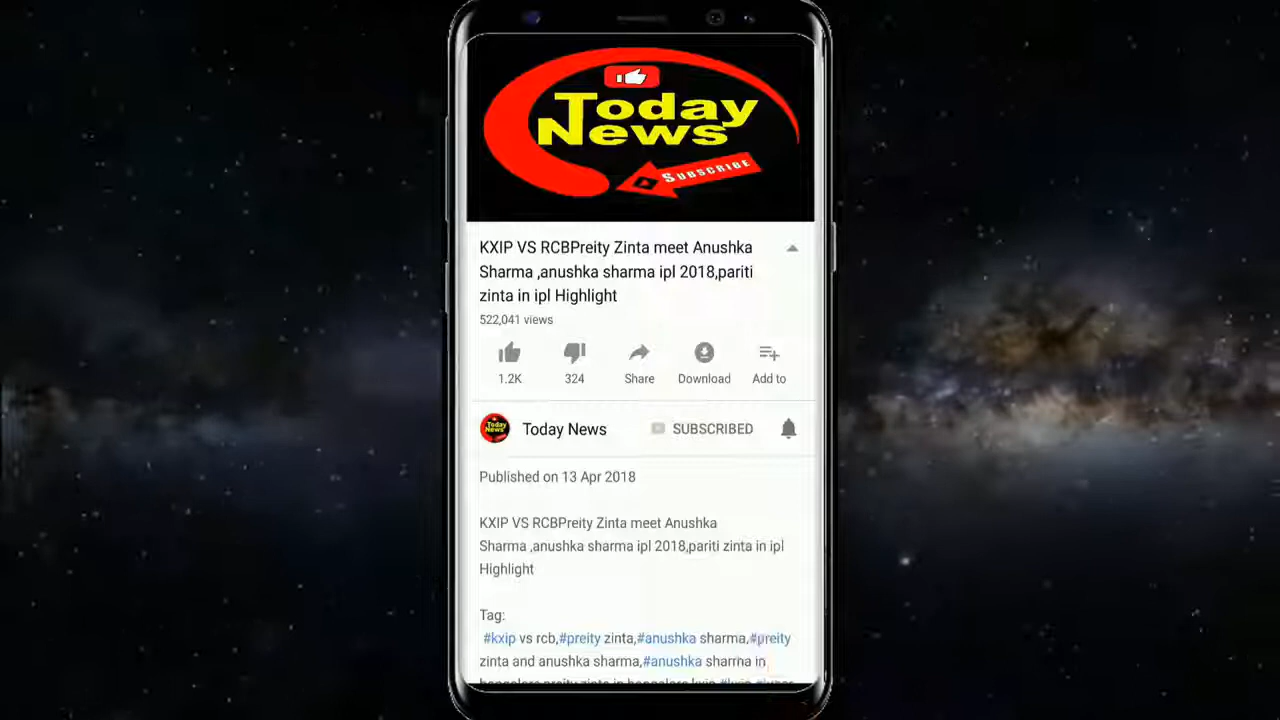 Today
News
SUBSCRIBE
KXIP VS RCBPreity Zinta meet Anushka
Sharma ,anushka sharma ipl 2018,pariti
zinta in ipl Highlight
522,041 views
1.2K 324 Share Download Add to
Today
News
Today News SUBSCRIBED
Published on 13 Apr 2018
KXIP VS RCBPreity Zinta meet Anushka
Sharma ,anushka sharma ipl 2018,pariti zinta in ipl
Highlight
Tag:
#kxip vs rcb,#preity zinta,#anushka sharma,#preity
zinta and anushka sharma,#anushka sharma in